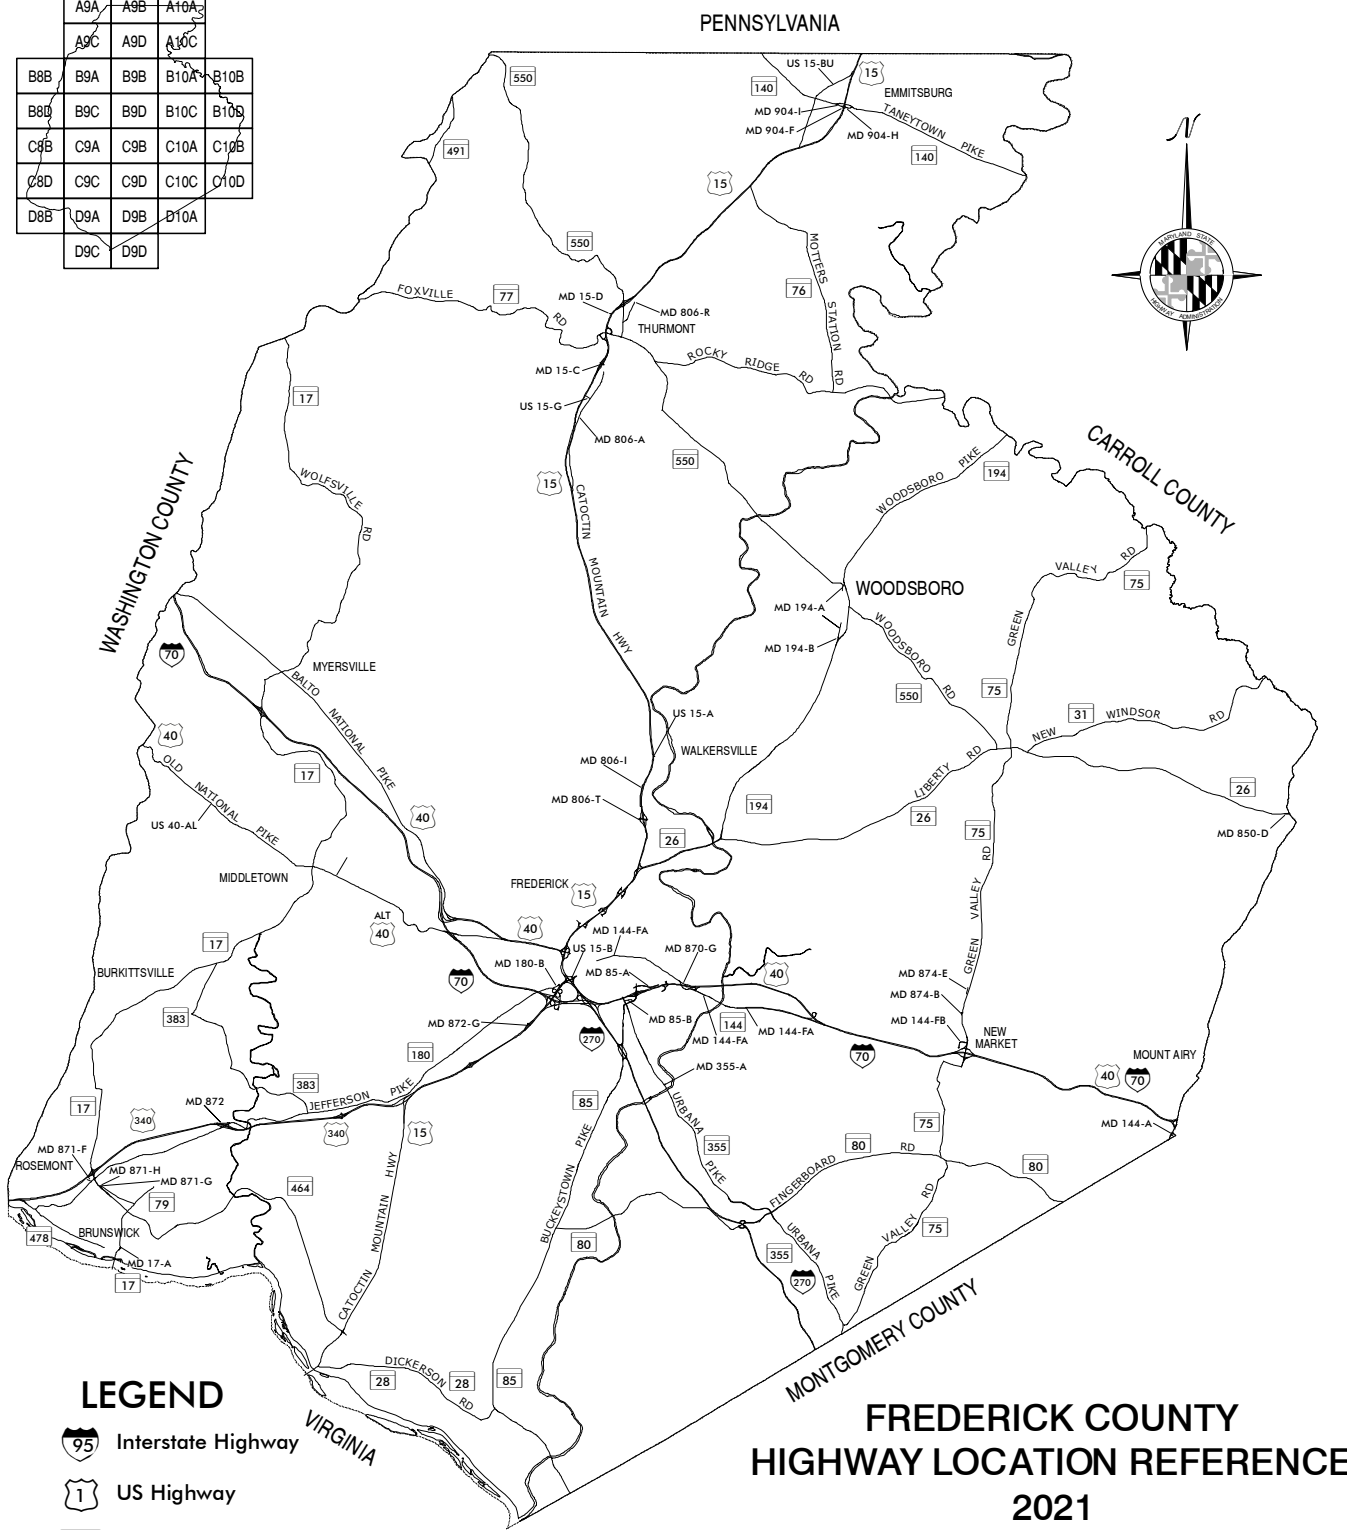 PENNSYLVANIA
A9A A9B A10A
A9C A9D A10C
B8B B9A B9B B10A B10B
B8D B9C B9D B10C B10D
C8B C9A C9B C10A C10B
C8D C9C C9D C10C C10D
D8B D9A D9B D10A
D9C D9D
550
US 15-BU
15
140
EMMITSBURG
MD 904-I
TANEYTOWN PIKE
MD 904-F
MD 904-H
140
N
491
15
MARYLAND STATE
HIGHWAY ADMINISTRATION
550
MOTTERS STATION RD
76
FOXVILLE RD
77
MD 15-D
MD 806-R
THURMONT
ROCKY RIDGE RD
MD 15-C
17
US 15-G
MD 806-A
550
WOODSBORO PIKE
194
CARROLL COUNTY
WASHINGTON COUNTY
WOLFSVILLE RD
15
CATOCTIN MOUNTAIN HWY
VALLEY RD
75
WOODSBORO
MD 194-A
MD 194-B
WOODSBORO RD
GREEN
70
MYERSVILLE
550
75
BALTO NATIONAL PIKE
US 15-A
31
NEW WINDSOR RD
40
WALKERSVILLE
OLD NATIONAL PIKE
17
MD 806-I
LIBERTY RD
MD 806-T
194
26
26
US 40-AL
40
75
MD 850-D
26
MIDDLETOWN
FREDERICK
15
GREEN VALLEY RD
ALT
40
40
MD 144-FA
17
US 15-B
MD 870-G
BURKITTSVILLE
MD 180-B
MD 85-A
40
MD 874-E
70
MD 874-B
383
MD 872-G
MD 85-B
144
MD 144-FA
MD 144-FA
MD 144-FB
NEW
MARKET
270
180
70
MOUNT AIRY
MD 355-A
40
70
383
JEFFERSON PIKE
17
MD 872
85
URBANA PIKE
340
340
15
75
MD 144-A
MD 871-F
355
80
FINGERBOARD RD
ROSEMONT
MD 871-H
80
MD 871-G
464
79
BUCKEYSTOWN PIKE
CATOCTIN MOUNTAIN HWY
478
BRUNSWICK
80
URBANA PIKE
75
GREEN VALLEY RD
355
MD 17-A
17
270
MONTGOMERY COUNTY
DICKERSON RD
28
28
85
LEGEND
VIRGINIA
95 Interstate Highway
1 US Highway
FREDERICK COUNTY
HIGHWAY LOCATION REFERENCE
2021